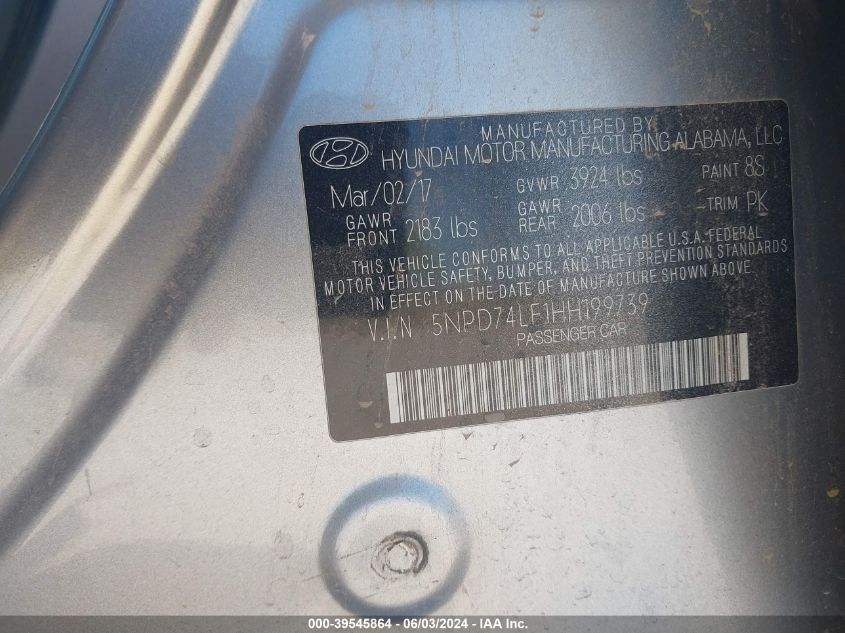 MANUFACTURED BY
HYUNDAI MOTOR MANUFACTURING ALABAMA, LLC
Mar/02/17 GVWR 3924 lbs PAINT 8S
GAWR FRONT 2183 lbs GAWR REAR 2006 lbs TRIM PK
THIS VEHICLE CONFORMS TO ALL APPLICABLE U.S.A. FEDERAL
MOTOR VEHICLE SAFETY, BUMPER, AND THEFT PREVENTION STANDARDS
IN EFFECT ON THE DATE OF MANUFACTURE SHOWN ABOVE.
V.I.N 5NPD74LF1HH199739
PASSENGER CAR
000-39545864 - 06/03/2024 - IAA Inc.